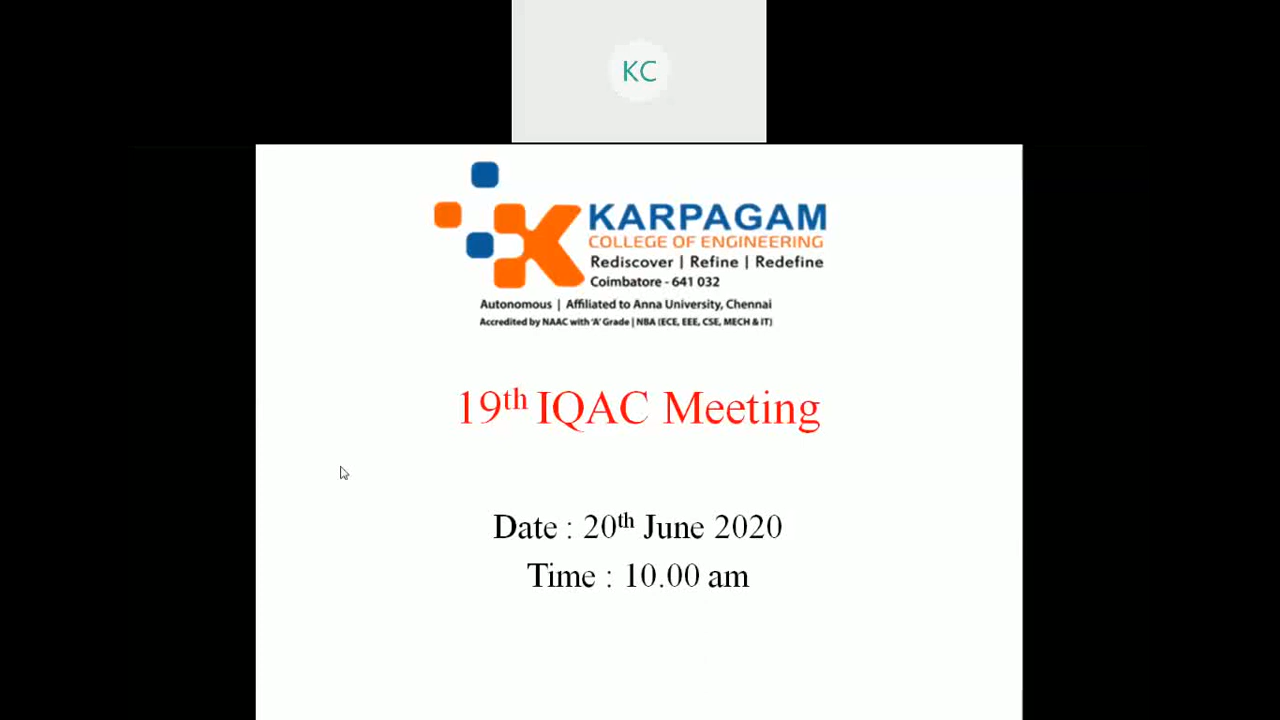 KC
KARPAGAM
COLLEGE OF ENGINEERING
Rediscover | Refine | Redefine
Coimbatore - 641 032
Autonomous | Affiliated to Anna University, Chennai
Accredited by NAAC with 'A' Grade | NBA (ECE, EEE, CSE, MECH & IT)
19th IQAC Meeting
Date : 20th June 2020
Time : 10.00 am